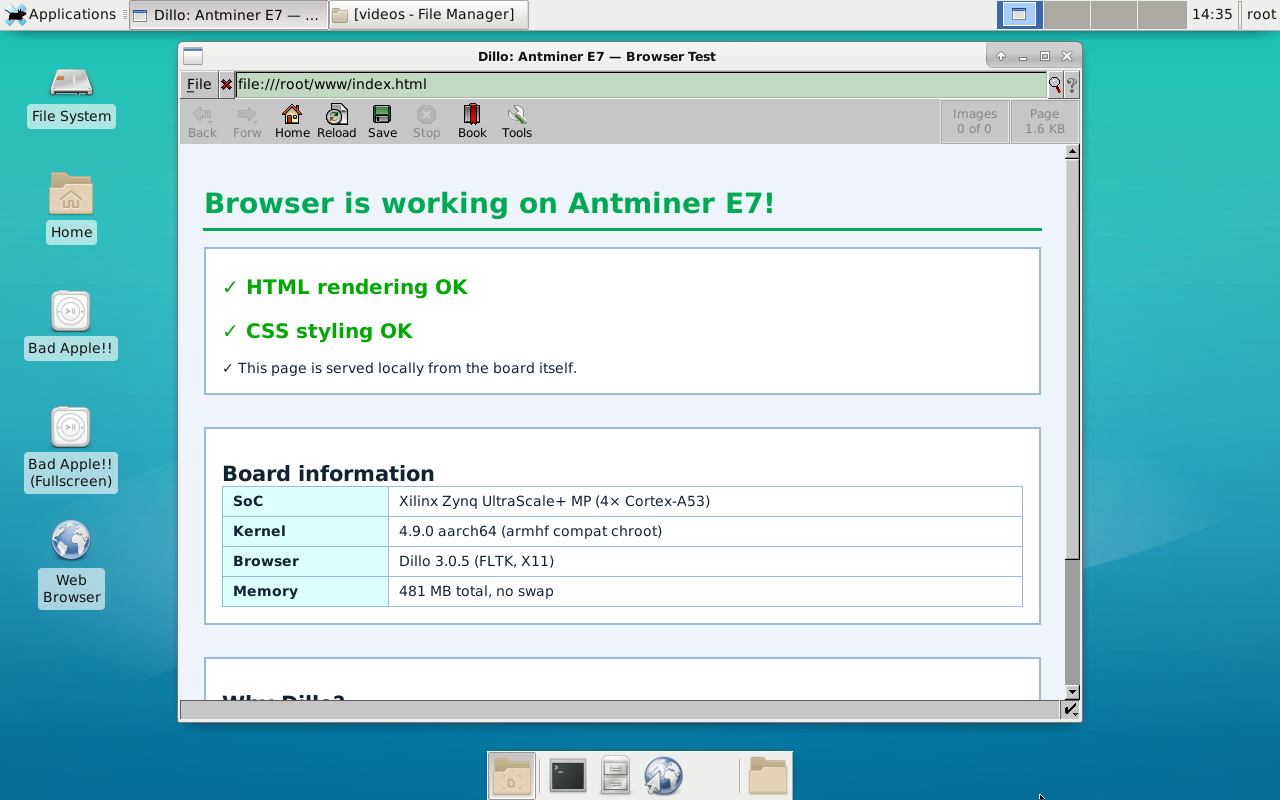 Applications
Dillo: Antminer E7 — ...
[videos - File Manager]
14:35
root
File System
Home
Bad Apple!!
Bad Apple!!
(Fullscreen)
Web
Browser
Dillo: Antminer E7 — Browser Test
File
file:///root/www/index.html
?
Back
Forw
Home
Reload
Save
Stop
Book
Tools
Images
0 of 0
Page
1.6 KB
Browser is working on Antminer E7!
✓ HTML rendering OK
✓ CSS styling OK
✓ This page is served locally from the board itself.
Board information
SoC Xilinx Zynq UltraScale+ MP (4× Cortex-A53)
Kernel 4.9.0 aarch64 (armhf compat chroot)
Browser Dillo 3.0.5 (FLTK, X11)
Memory 481 MB total, no swap
Why Dillo?